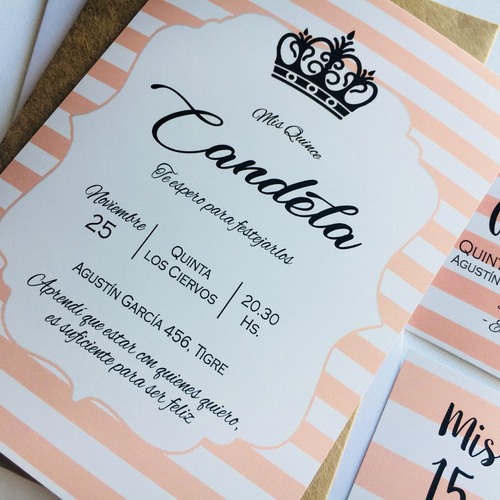 Mis Quince
Candéla
Te espero para festejarlos
Noviembre
25
Quinta
Los Ciervos
20.30
Hs.
Agustín García 456, Tigre
Aprendí que estar con quienes quiero,
es suficiente para ser feliz
Quint
Agustín
Mis
15